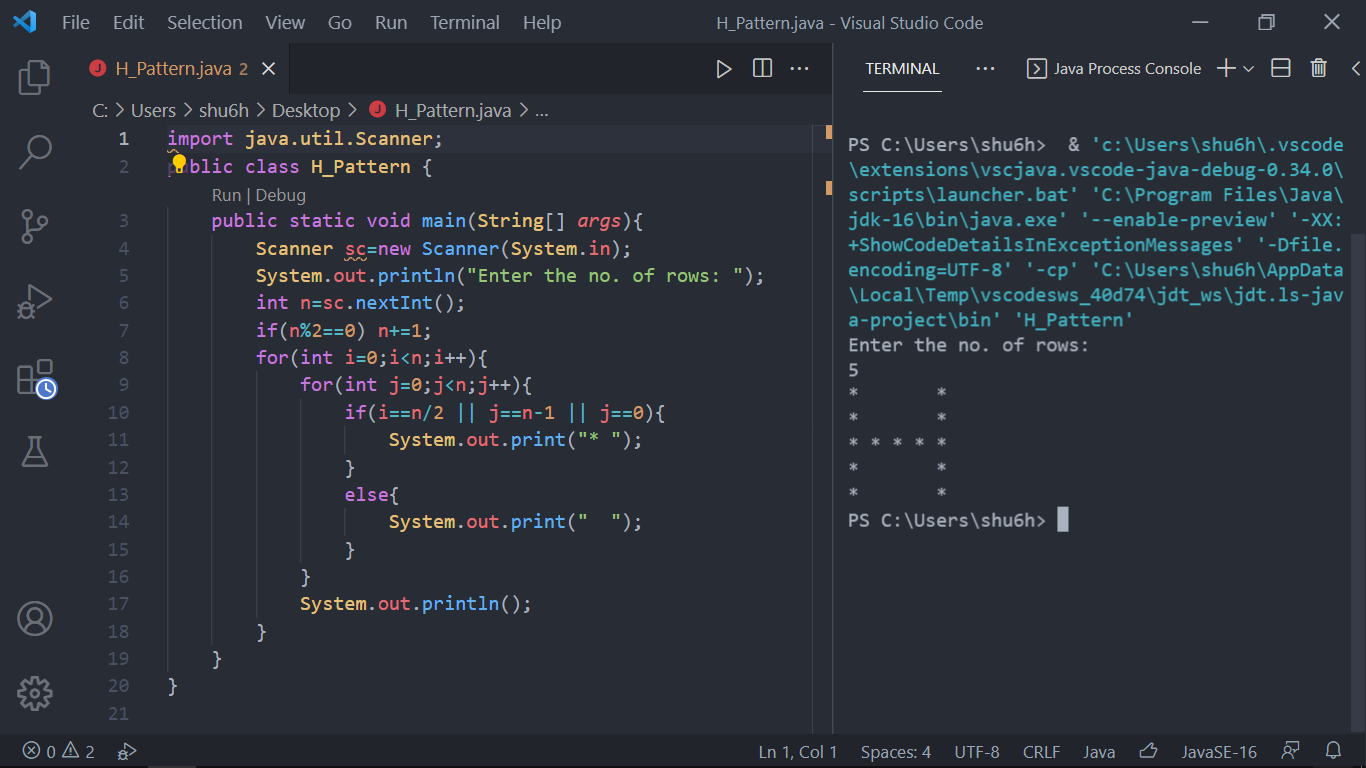 File Edit Selection View Go Run Terminal Help H_Pattern.java - Visual Studio Code
J H_Pattern.java 2
C: > Users > shu6h > Desktop > J H_Pattern.java > ...
1 import java.util.Scanner;
2 public class H_Pattern {
Run | Debug
3     public static void main(String[] args){
4         Scanner sc=new Scanner(System.in);
5         System.out.println("Enter the no. of rows: ");
6         int n=sc.nextInt();
7         if(n%2==0) n+=1;
8         for(int i=0;i<n;i++){
9             for(int j=0;j<n;j++){
10                 if(i==n/2 || j==n-1 || j==0){
11                     System.out.print("* ");
12                 }
13                 else{
14                     System.out.print("  ");
15                 }
16             }
17             System.out.println();
18         }
19     }
20 }
21
TERMINAL ··· Java Process Console
PS C:\Users\shu6h>  & 'c:\Users\shu6h\.vscode
\extensions\vscjava.vscode-java-debug-0.34.0\
scripts\launcher.bat' 'C:\Program Files\Java\
jdk-16\bin\java.exe' '--enable-preview' '-XX:
+ShowCodeDetailsInExceptionMessages' '-Dfile.
encoding=UTF-8' '-cp' 'C:\Users\shu6h\AppData
\Local\Temp\vscodesws_40d74\jdt_ws\jdt.ls-jav
a-project\bin' 'H_Pattern'
Enter the no. of rows:
5
*       *
*       *
* * * * *
*       *
*       *
PS C:\Users\shu6h>
0 2 Ln 1, Col 1 Spaces: 4 UTF-8 CRLF Java JavaSE-16